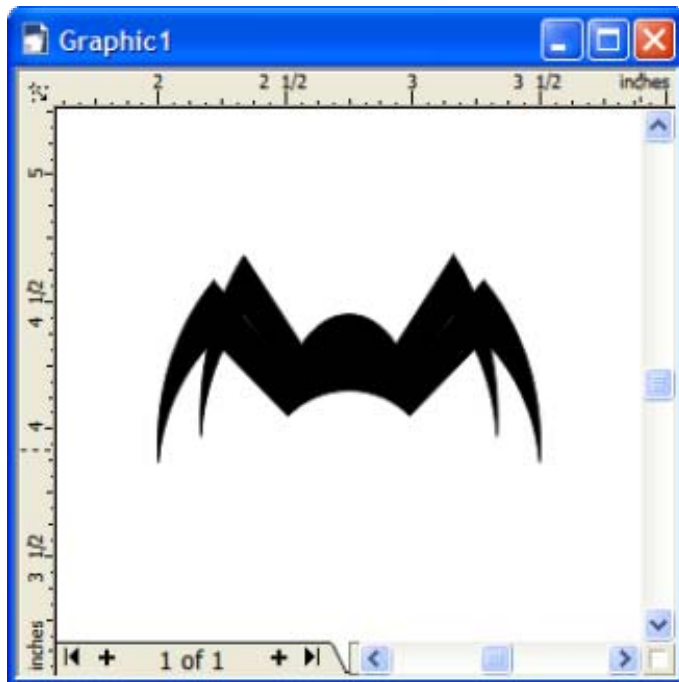 Graphic1
2 2 1/2 3 3 1/2 inches
5
4 1/2
4
3 1/2
inches
1 of 1